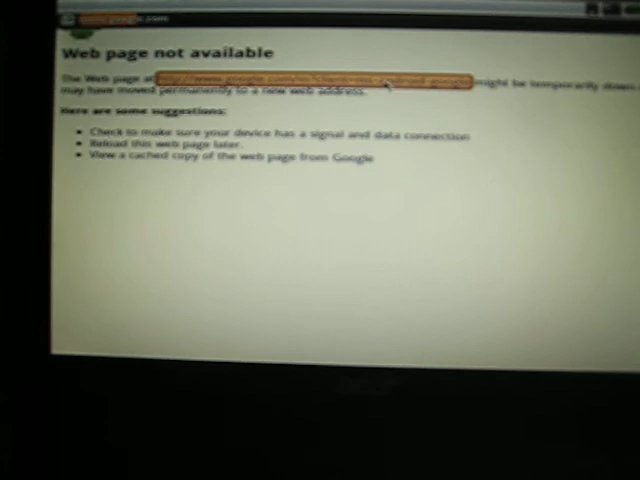 Web page not available
The Web page at might be temporarily down
may have moved permanently to a new web address.
Here are some suggestions:
Check to make sure your device has a signal and data connection
Reload this web page later.
View a cached copy of the web page from Google